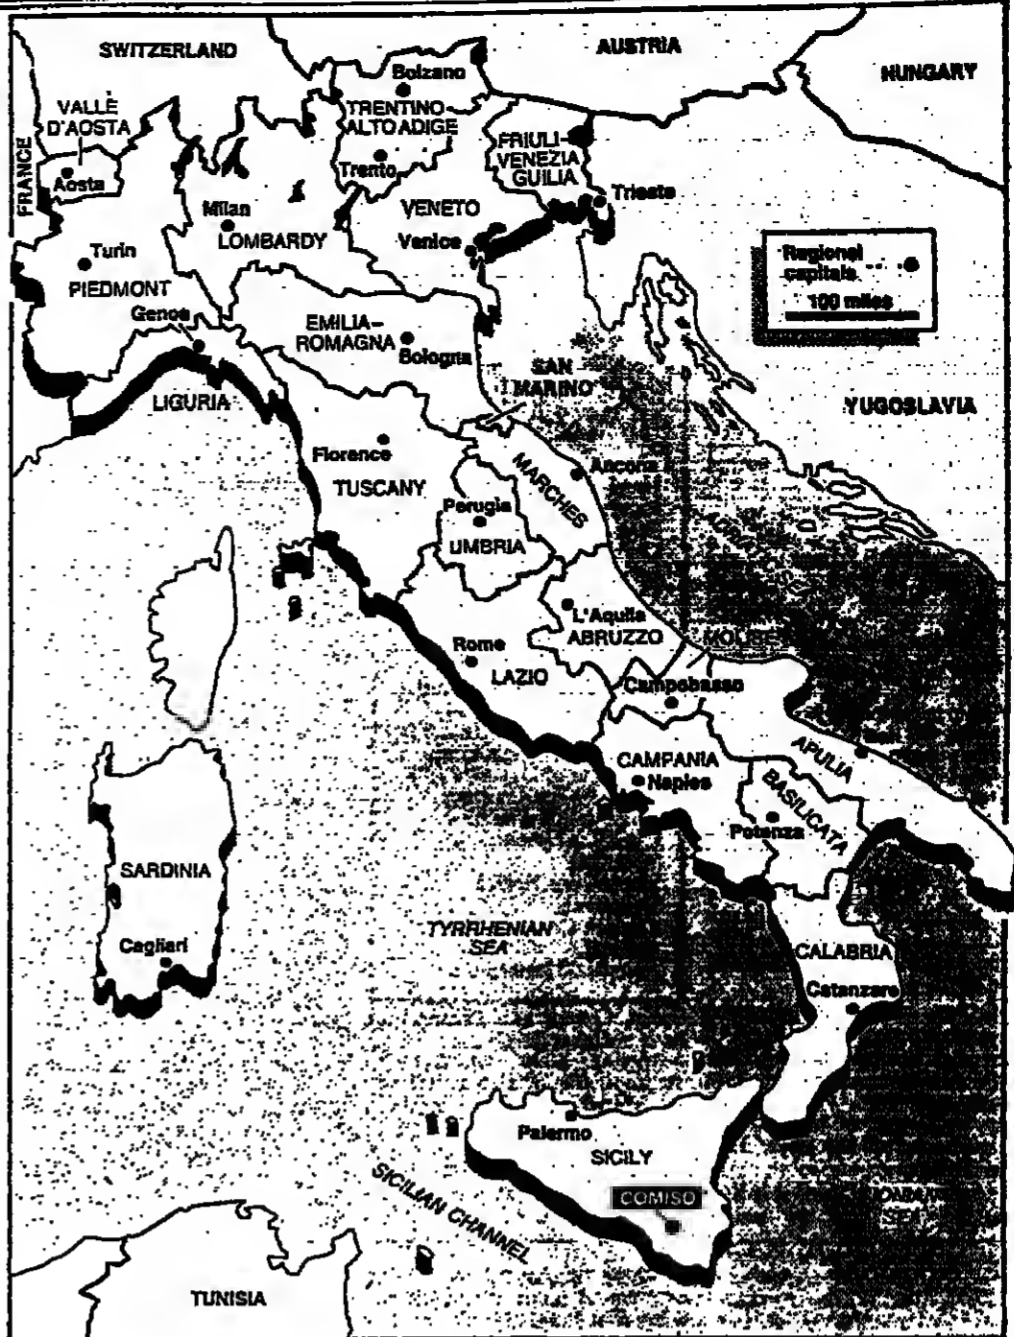 SWITZERLAND
AUSTRIA
HUNGARY
Bolzano
VALLE
D'AOSTA
TRENTINO-
ALTO ADIGE
FRIULI-
VENEZIA
GUILIA
FRANCE
Aosta
Trento
Trieste
Milan
LOMBARDY
VENETO
Venice
Turin
PIEDMONT
Regional
capitals
100 miles
Genoa
EMILIA-
ROMAGNA
Bologna
SAN
MARINO
LIGURIA
YUGOSLAVIA
Florence
TUSCANY
MARCHES
Ancona
Perugia
UMBRIA
L'Aquila
ABRUZZO
MOLISE
Rome
LAZIO
Campobasso
CAMPANIA
Naples
APULIA
BASILICATA
Potenza
SARDINIA
Cagliari
TYRRHENIAN
SEA
CALABRIA
Catanzaro
Palermo
SICILY
COMISO
SICILIAN CHANNEL
TUNISIA